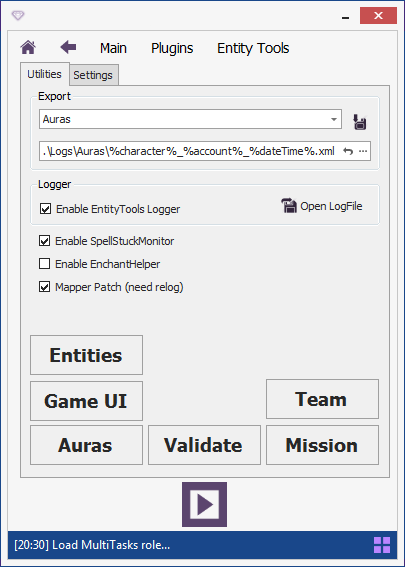 Main Plugins Entity Tools
Utilities Settings
Export
Auras
.\Logs\Auras\%character%_%account%_%dateTime%.xml
Logger
Enable EntityTools Logger
Open LogFile
Enable SpellStuckMonitor
Enable EnchantHelper
Mapper Patch (need relog)
Entities
Game UI
Team
Auras
Validate
Mission
[20:30] Load MultiTasks role...